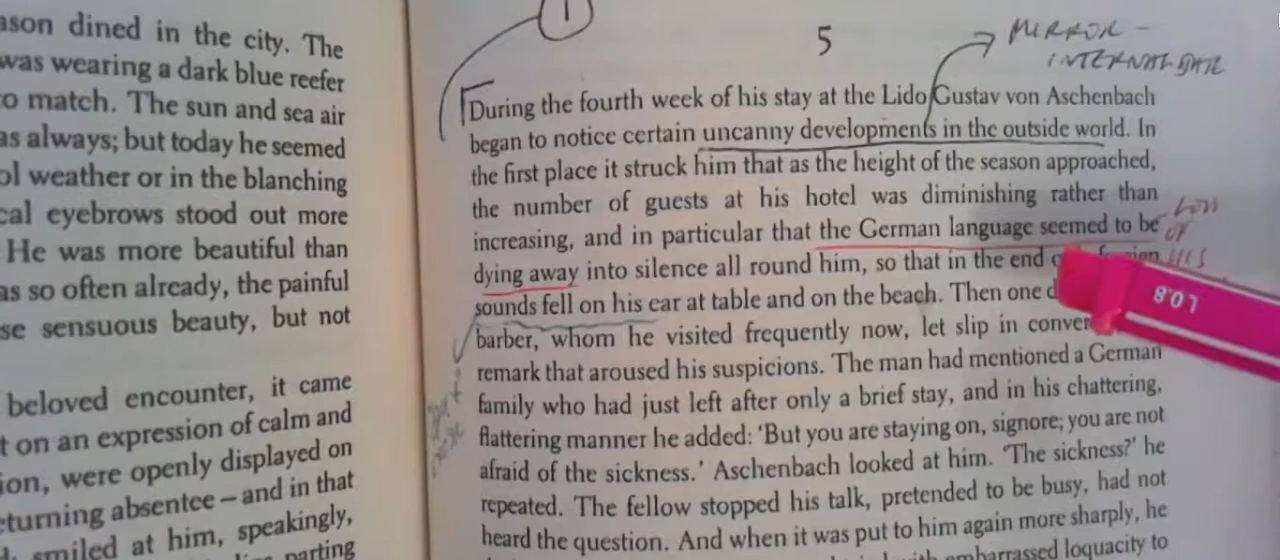 ason dined in the city. The
was wearing a dark blue reefer
to match. The sun and sea air
as always; but today he seemed
ol weather or in the blanching
cal eyebrows stood out more
He was more beautiful than
as so often already, the painful
se sensuous beauty, but not
beloved encounter, it came
t on an expression of calm and
ion, were openly displayed on
eturning absentee – and in that
smiled at him, speakingly,
parting
1
5
MIRROR –
INTERNAL STATE
During the fourth week of his stay at the Lido Gustav von Aschenbach
began to notice certain uncanny developments in the outside world. In
the first place it struck him that as the height of the season approached,
the number of guests at his hotel was diminishing rather than
increasing, and in particular that the German language seemed to be
dying away into silence all round him, so that in the end
sounds fell on his ear at table and on the beach. Then one d
barber, whom he visited frequently now, let slip in conver
remark that aroused his suspicions. The man had mentioned a German
family who had just left after only a brief stay, and in his chattering,
flattering manner he added: 'But you are staying on, signore; you are not
afraid of the sickness.' Aschenbach looked at him. 'The sickness?' he
repeated. The fellow stopped his talk, pretended to be busy, had not
heard the question. And when it was put to him again more sharply, he
with embarrassed loquacity to
LOSS
OF
HIS
L0.8